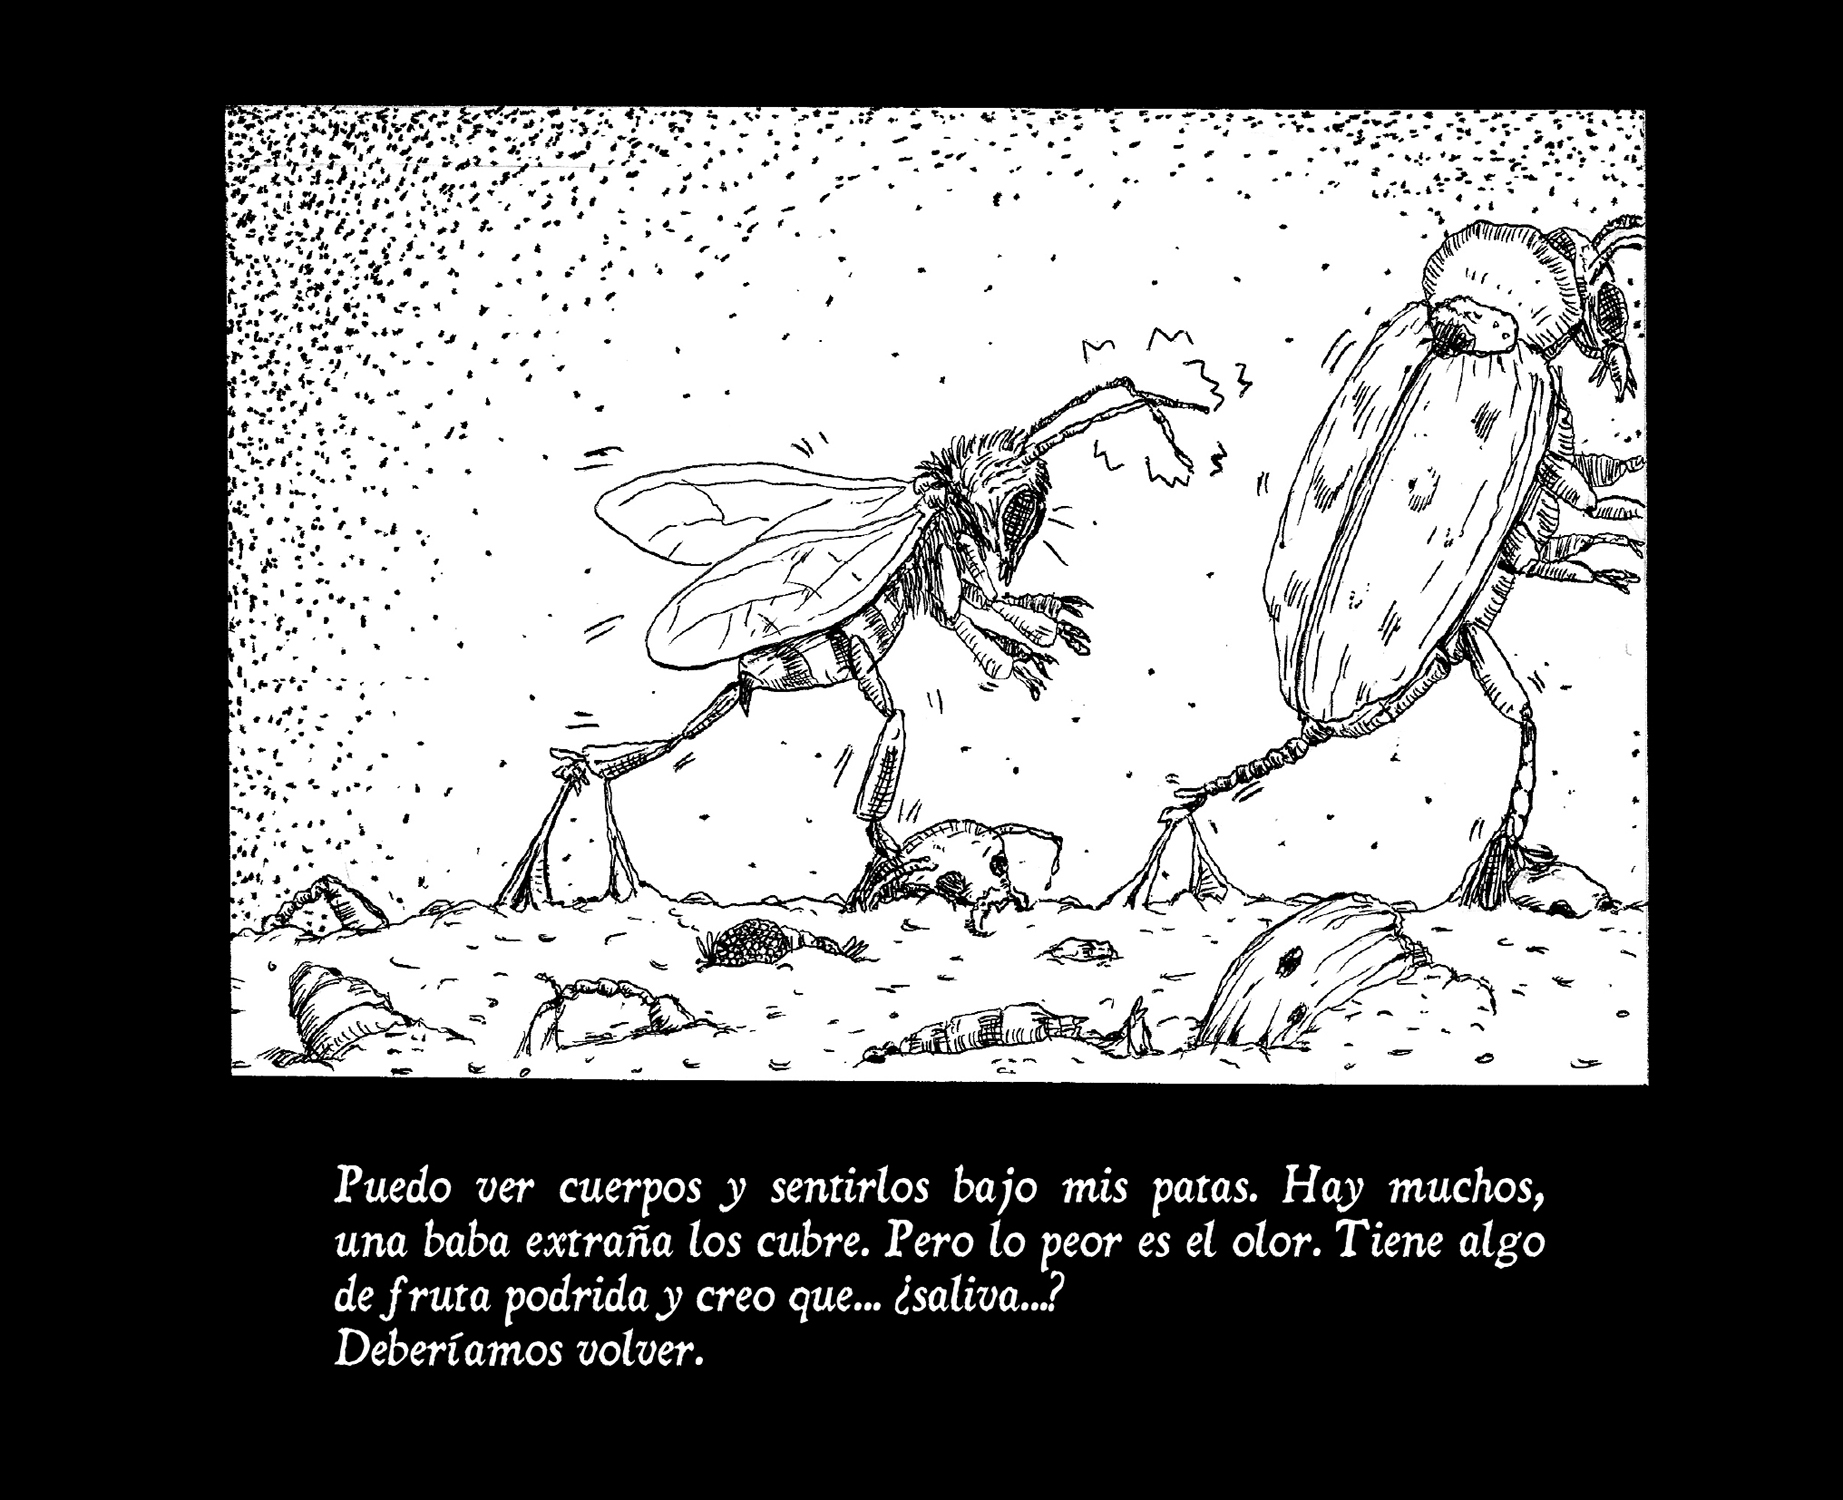 Puedo ver cuerpos y sentirlos bajo mis patas. Hay muchos,
una baba extraña los cubre. Pero lo peor es el olor. Tiene algo
de fruta podrida y creo que... ¿saliva...?
Deberíamos volver.